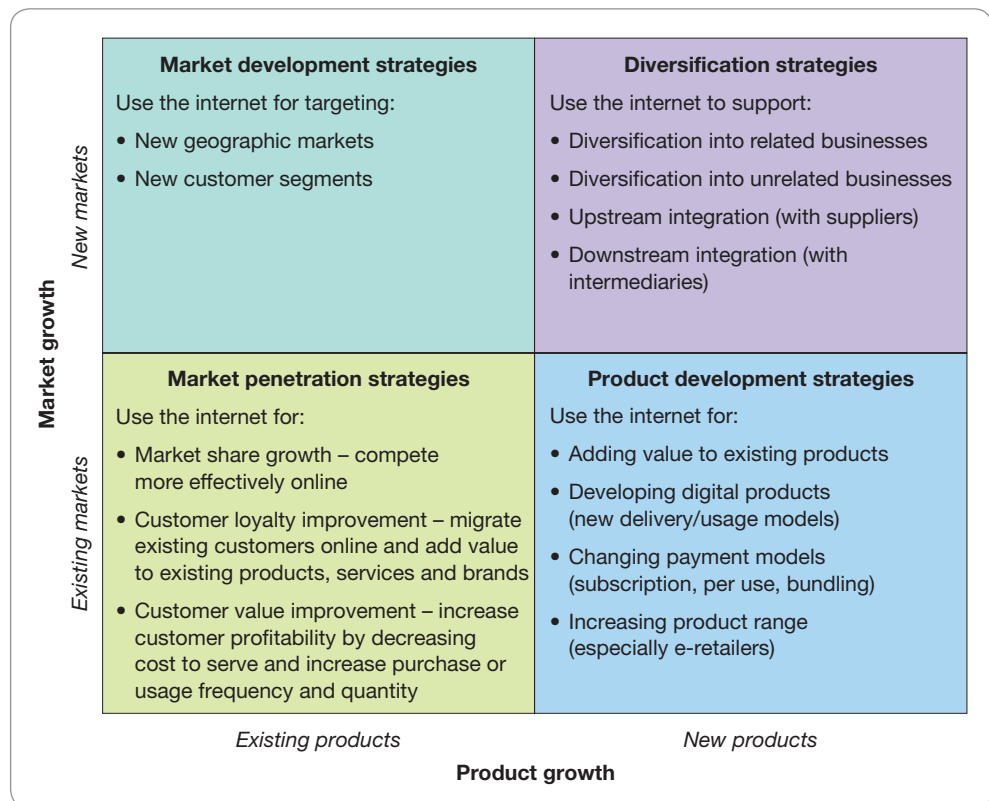 Market development strategies
Use the internet for targeting:
• New geographic markets
• New customer segments
Diversification strategies
Use the internet to support:
• Diversification into related businesses
• Diversification into unrelated businesses
• Upstream integration (with suppliers)
• Downstream integration (with
intermediaries)
New markets
Market growth
Existing markets
Market penetration strategies
Use the internet for:
• Market share growth – compete
more effectively online
• Customer loyalty improvement – migrate
existing customers online and add value
to existing products, services and brands
• Customer value improvement – increase
customer profitability by decreasing
cost to serve and increase purchase or
usage frequency and quantity
Product development strategies
Use the internet for:
• Adding value to existing products
• Developing digital products
(new delivery/usage models)
• Changing payment models
(subscription, per use, bundling)
• Increasing product range
(especially e-retailers)
Existing products
New products
Product growth